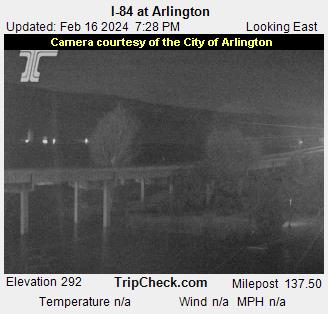 I-84 at Arlington
Updated: Feb 16 2024 7:28 PM Looking East
Camera courtesy of the City of Arlington
Elevation 292 TripCheck.com Milepost 137.50
Temperature n/a Wind n/a MPH n/a